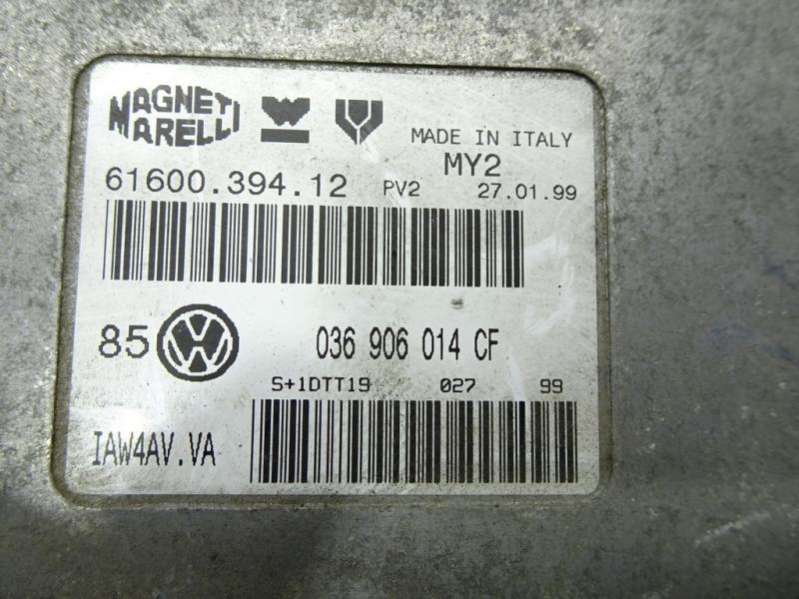 MAGNETI
MARELLI
MADE IN ITALY
MY2
61600.394.12 PV2 27.01.99
85 VW 036 906 014 CF
S+1DTT19 027 99
IAW4AV.VA